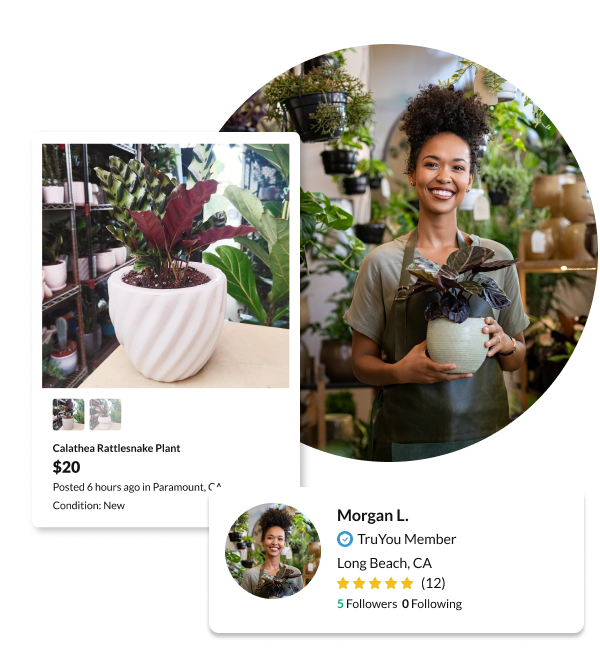 Calathea Rattlesnake Plant
$20
Posted 6 hours ago in Paramount, CA
Condition: New
Morgan L.
TruYou Member
Long Beach, CA
(12)
5 Followers 0 Following